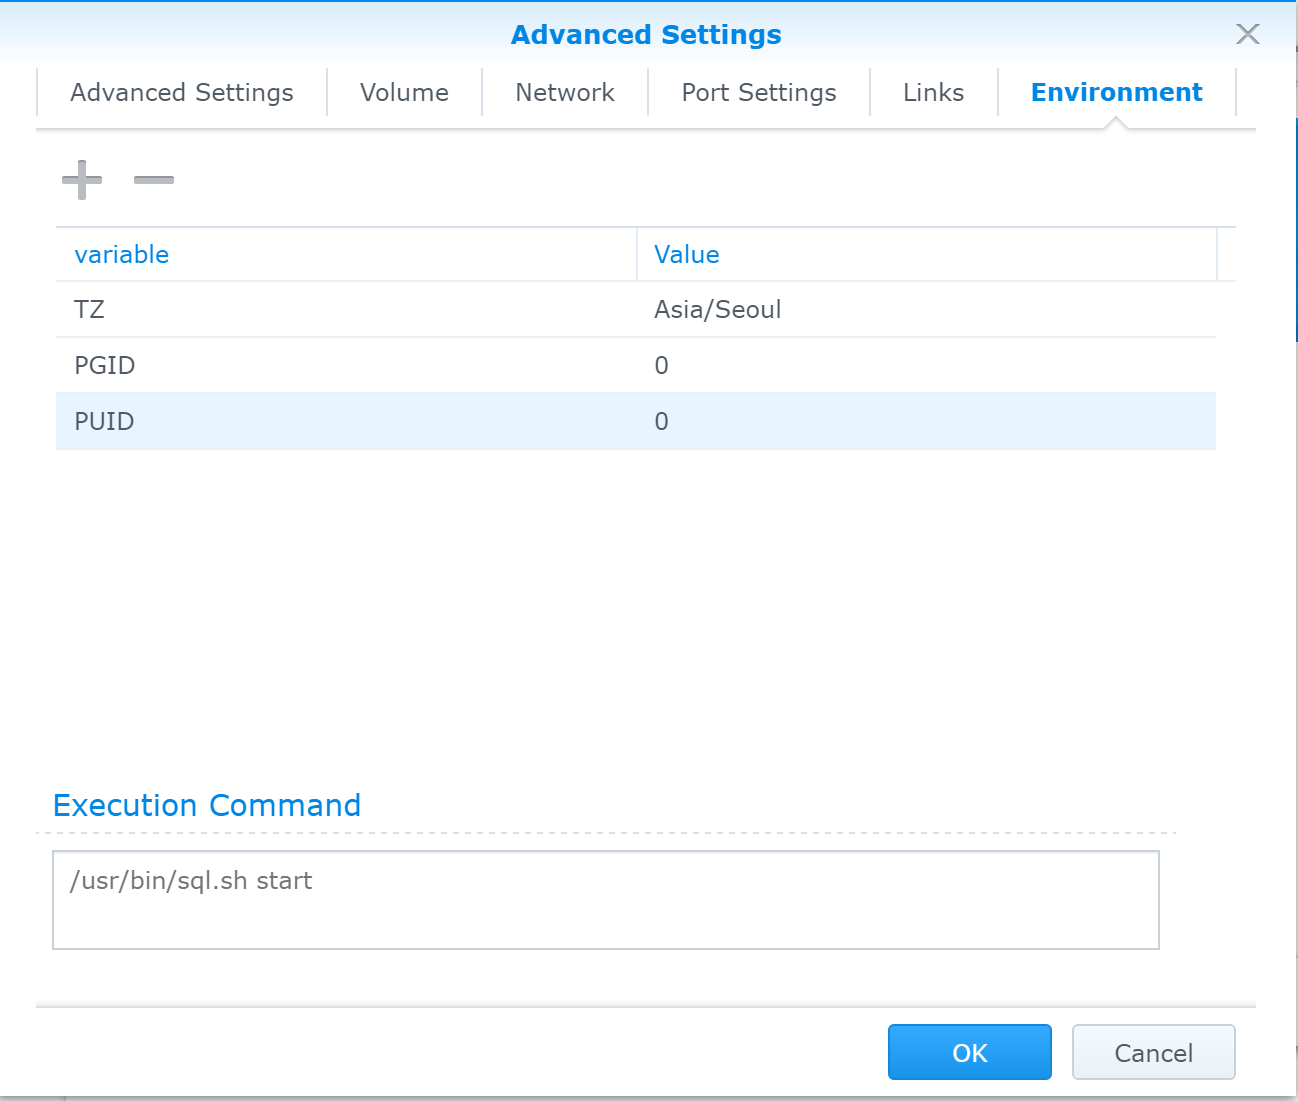 Advanced Settings
Advanced Settings Volume Network Port Settings Links Environment
variable Value
TZ Asia/Seoul
PGID 0
PUID 0
Execution Command
/usr/bin/sql.sh start
OK Cancel